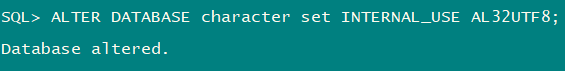 SQL> ALTER DATABASE character set INTERNAL_USE AL32UTF8;
Database altered.